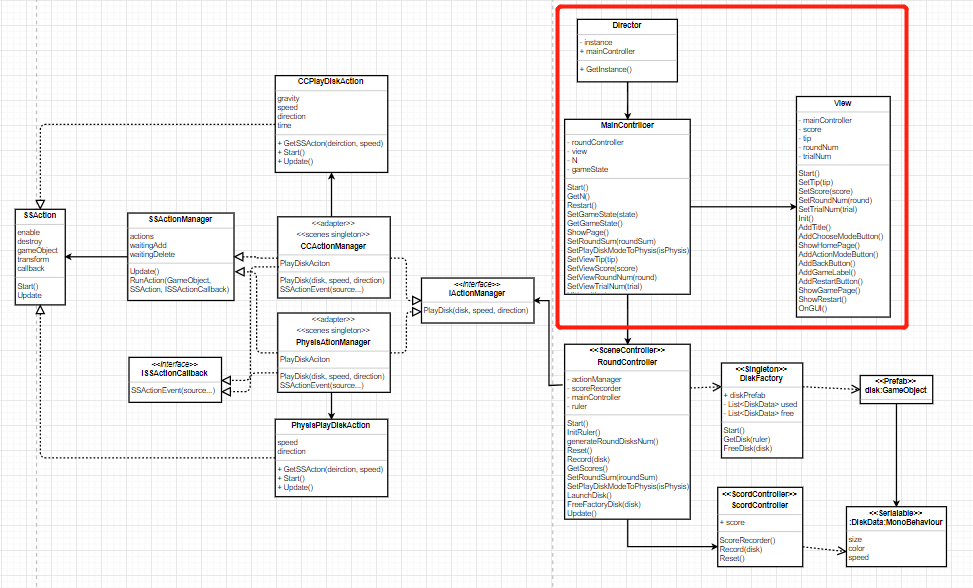 Director
- instance
+ mainController
+ GetInstance()
View
- mainController
- score
- tip
- roundNum
- trialNum
Start()
SetTip(tip)
SetScore(score)
SetRoundNum(round)
SetTrialNum(trial)
Init()
AddTitle()
AddChooseModeButton()
ShowHomePage()
AddActionModeButton()
AddBackButton()
AddGameLabel()
AddRestartButton()
ShowGamePage()
ShowRestart()
OnGUI()
MainContrlloer
- roundController
- view
- N
- gameState
Start()
GetN()
Restart()
SetGameState(state)
GetGameState()
ShowPage()
SetRoundSum(roundSum)
SetPlayDiskModeToPhysis(isPhysis)
SetViewTip(tip)
SetViewScore(score)
SetViewRoundNum(round)
SetViewTrialNum(trial)
CCPlayDiskAction
gravity
speed
direction
time
+ GetSSActon(deirction, speed)
+ Start()
+ Update()
SSAction
enable
destroy
gameObject
transform
callback
Start()
Update
SSActionManager
actions
waitingAdd
waitingDelete
Update()
RunAction(GameObject,
SSAction, ISSActionCallback)
<<adapter>>
<<scenes singleton>>
CCActionManager
PlayDiskAciton
PlayDisk(disk, speed, direction)
SSActionEvent(source...)
<<Interface>>
IActionManager
PlayDisk(disk, speed, direction)
<<adapter>>
<<scenes singleton>>
PhysisAtionManager
PlayDiskAciton
PlayDisk(disk, speed, direction)
SSActionEvent(source...)
<<Interface>>
ISSActionCallback
SSActionEvent(source...)
PhysisPlayDiskAction
speed
direction
+ GetSSActon(deirction, speed)
+ Start()
+ Update()
<<SceneController>>
RoundController
- actionManager
- scoreRecorder
- mainController
- ruler
Start()
InitRuler()
generateRoundDisksNum()
Reset()
Record(disk)
GetScores()
SetRoundSum(iroundSum)
SetPlayDiskModeToPhysis(isPhysis)
LaunchDisk()
FreeFactoryDisk(disk)
Update()
<<Singleton>>
DiskFactory
+ diskPrefab
- List<DiskData> used
- List<DiskData> free
Start()
GetDisk(ruler)
FreeDisk(disk)
<<Prefab>>
disk:GameObject
<<ScordController>>
ScordController
+ score
ScoreRecorder()
Record(disk)
Reset()
<<Serialable>>
:DiskData:MonoBehaviour
size
color
speed